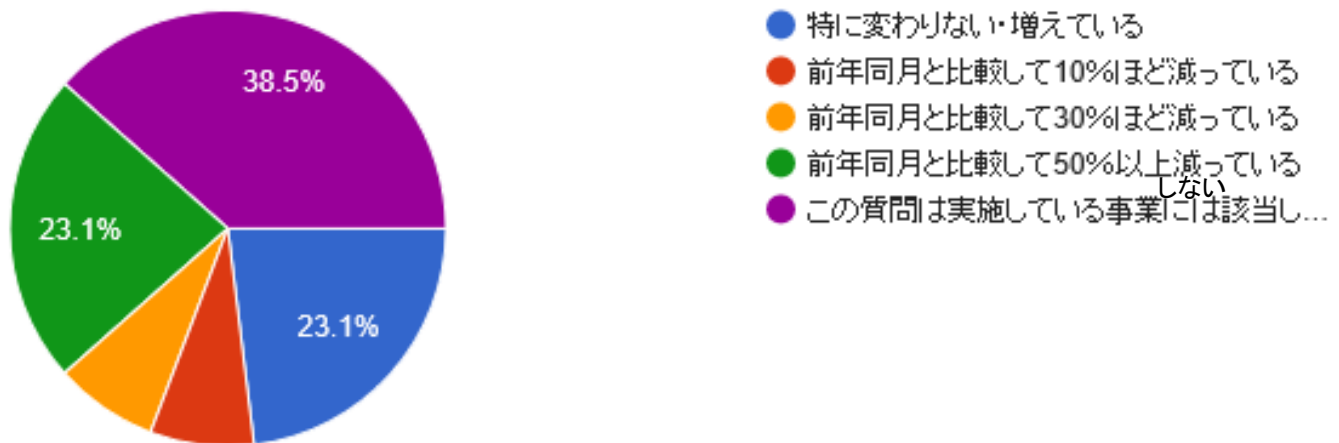 38.5%
23.1%
23.1%
特に変わりない・増えている
前年同月と比較して10%ほど減っている
前年同月と比較して30%ほど減っている
前年同月と比較して50%以上減っている
しない
この質問は実施している事業には該当し...